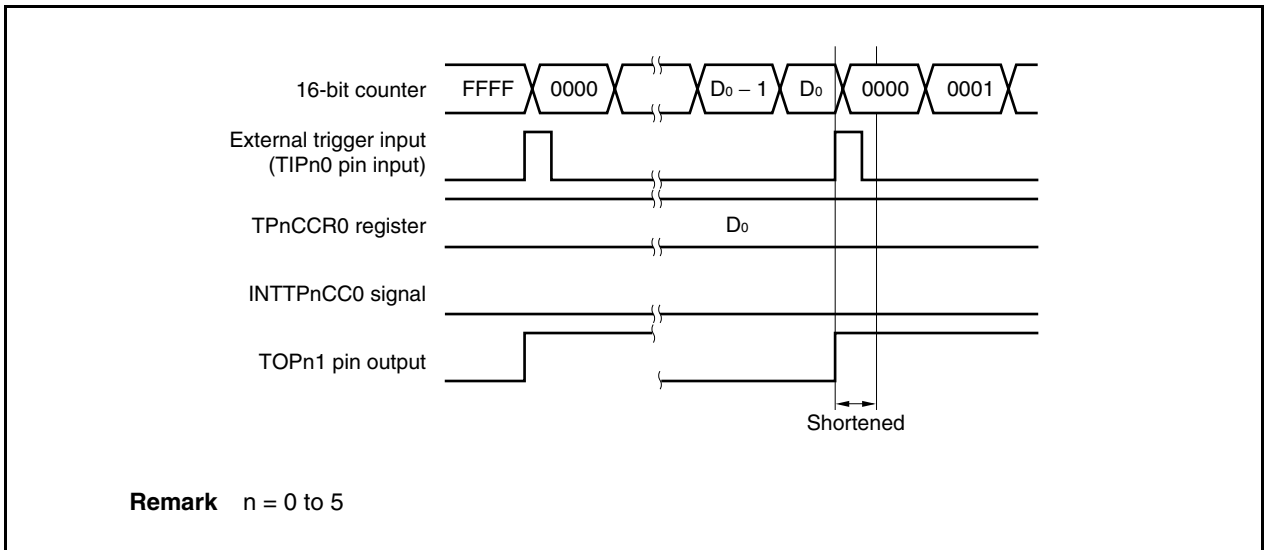 16-bit counter FFFF 0000 D0 − 1 D0 0000 0001
External trigger input
(TIPn0 pin input)
TPnCCR0 register D0
INTTPnCC0 signal
TOPn1 pin output
Shortened
Remark n = 0 to 5